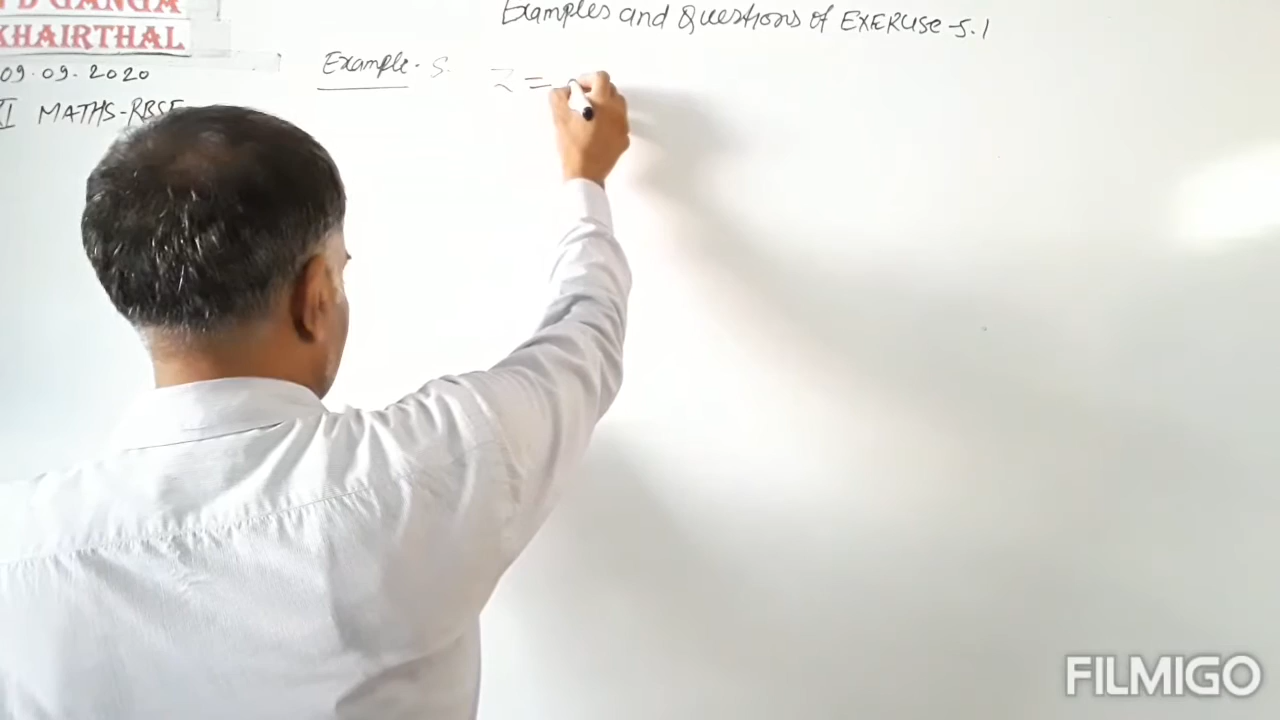 GANGA
KHAIRTHAL
09.09.2020
XI MATHS-RBSE
Examples and Questions of EXERCISE-5.1
Example-5. Z =
FILMIGO